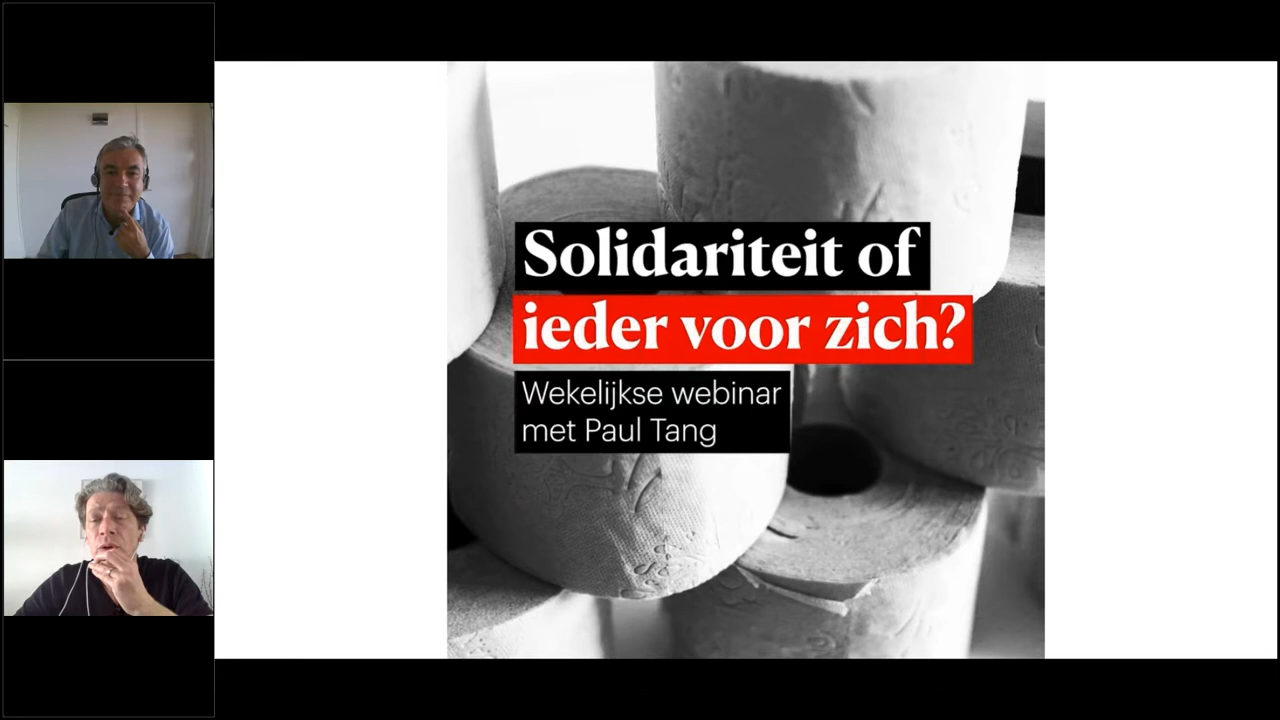 Solidariteit of
ieder voor zich?
Wekelijkse webinar
met Paul Tang